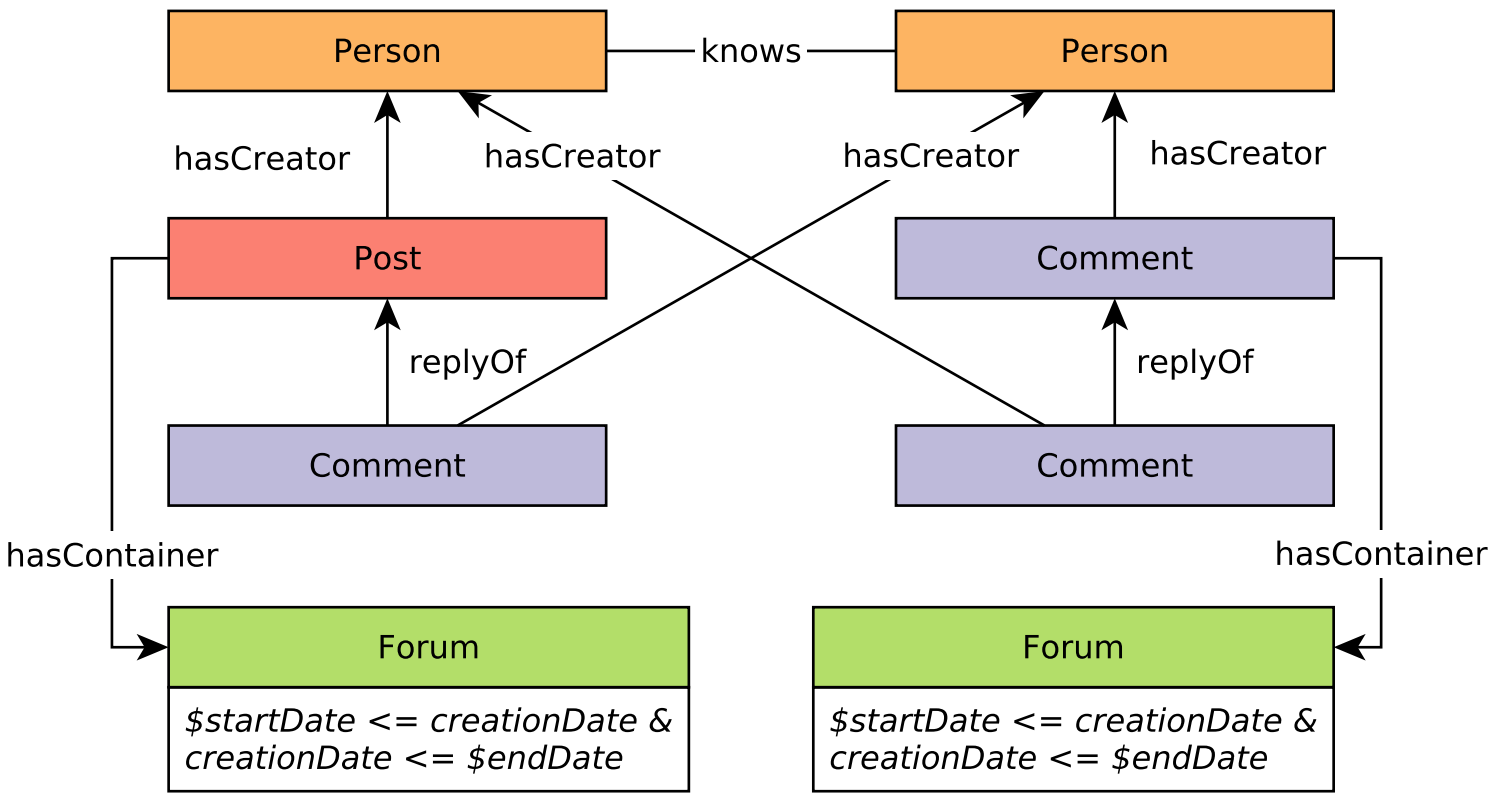 Person
knows
Person
hasCreator
hasCreator
hasCreator
hasCreator
Post
Comment
replyOf
replyOf
Comment
Comment
hasContainer
hasContainer
Forum
Forum
$startDate <= creationDate &
creationDate <= $endDate
$startDate <= creationDate &
creationDate <= $endDate